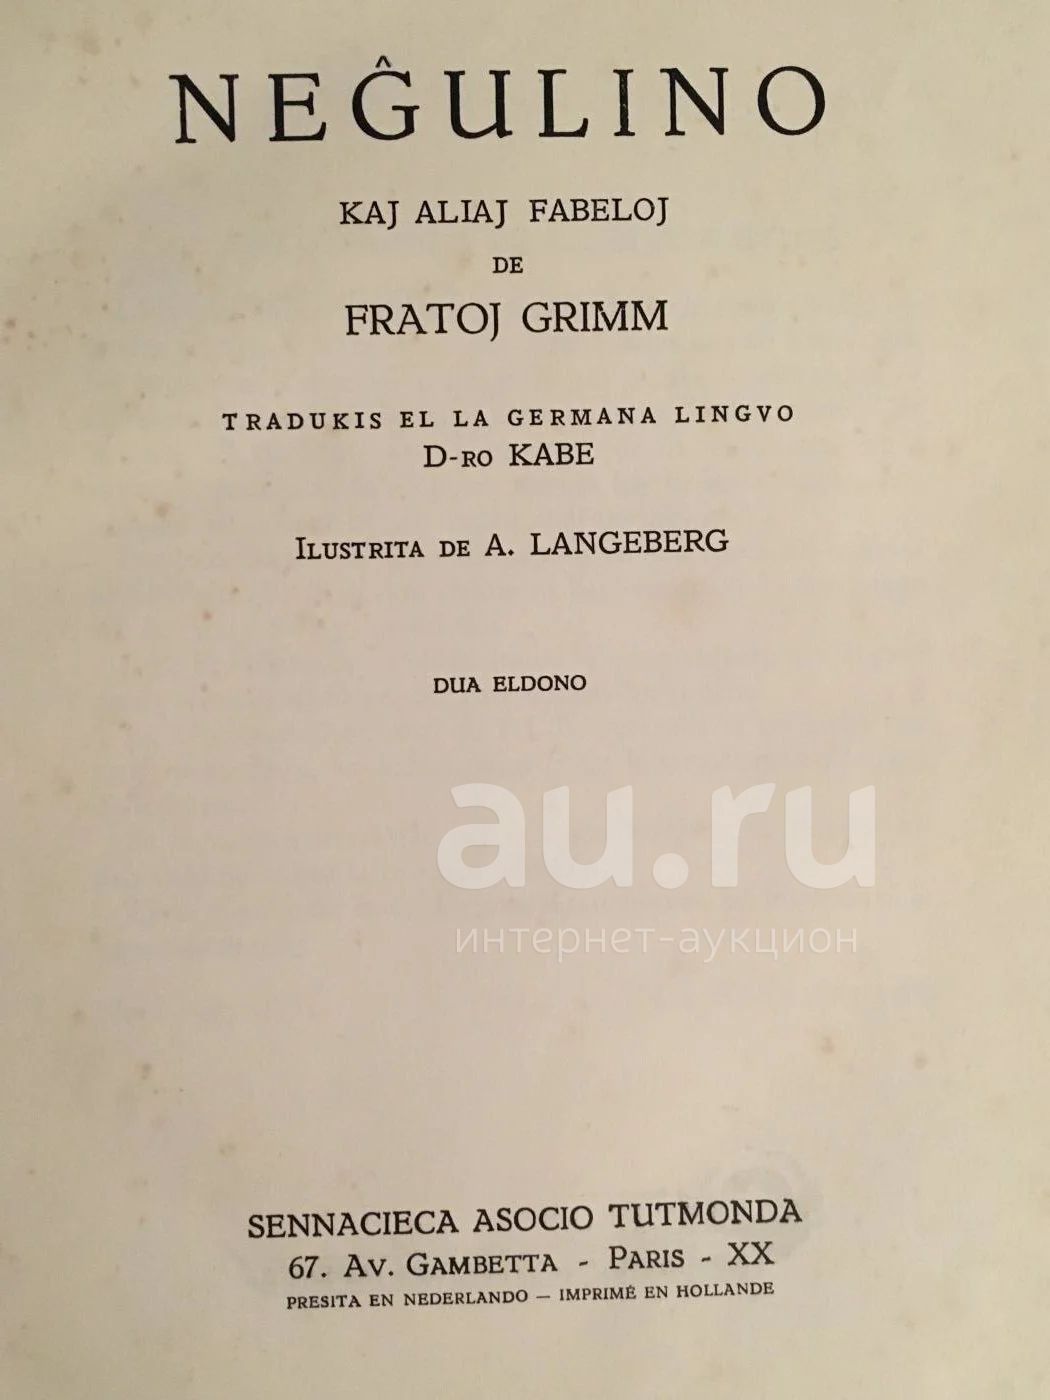 NEĜULINO
KAJ ALIAJ FABELOJ
DE
FRATOJ GRIMM
TRADUKIS EL LA GERMANA LINGVO
D-RO KABE
ILUSTRITA DE A. LANGEBERG
DUA ELDONO
au.ru
интернет-аукцион
SENNACIECA ASOCIO TUTMONDA
67. AV. GAMBETTA - PARIS - XX
PRESITA EN NEDERLANDO — IMPRIMÉ EN HOLLANDE